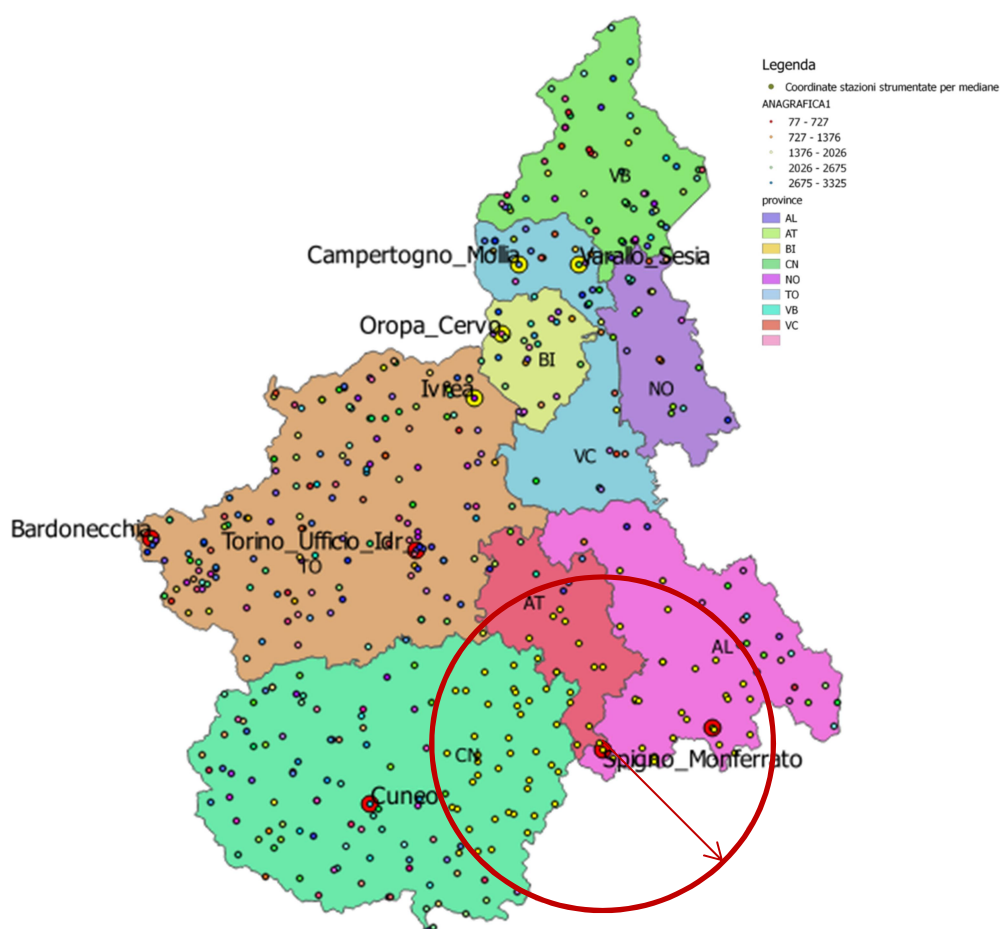 Legenda
Coordinate stazioni strumentate per mediane
ANAGRAFICA1
77 - 727
727 - 1376
1376 - 2026
2026 - 2675
2675 - 3325
province
AL
AT
BI
CN
NO
TO
VB
VC
VB
Campertogno_Mollia
Varallo_Sesia
Oropa_Cervo
BI
Ivrea
NO
VC
Bardonecchia
Torino_Ufficio_Idr
TO
AT
AL
CN
Spigno_Monferrato
Cuneo